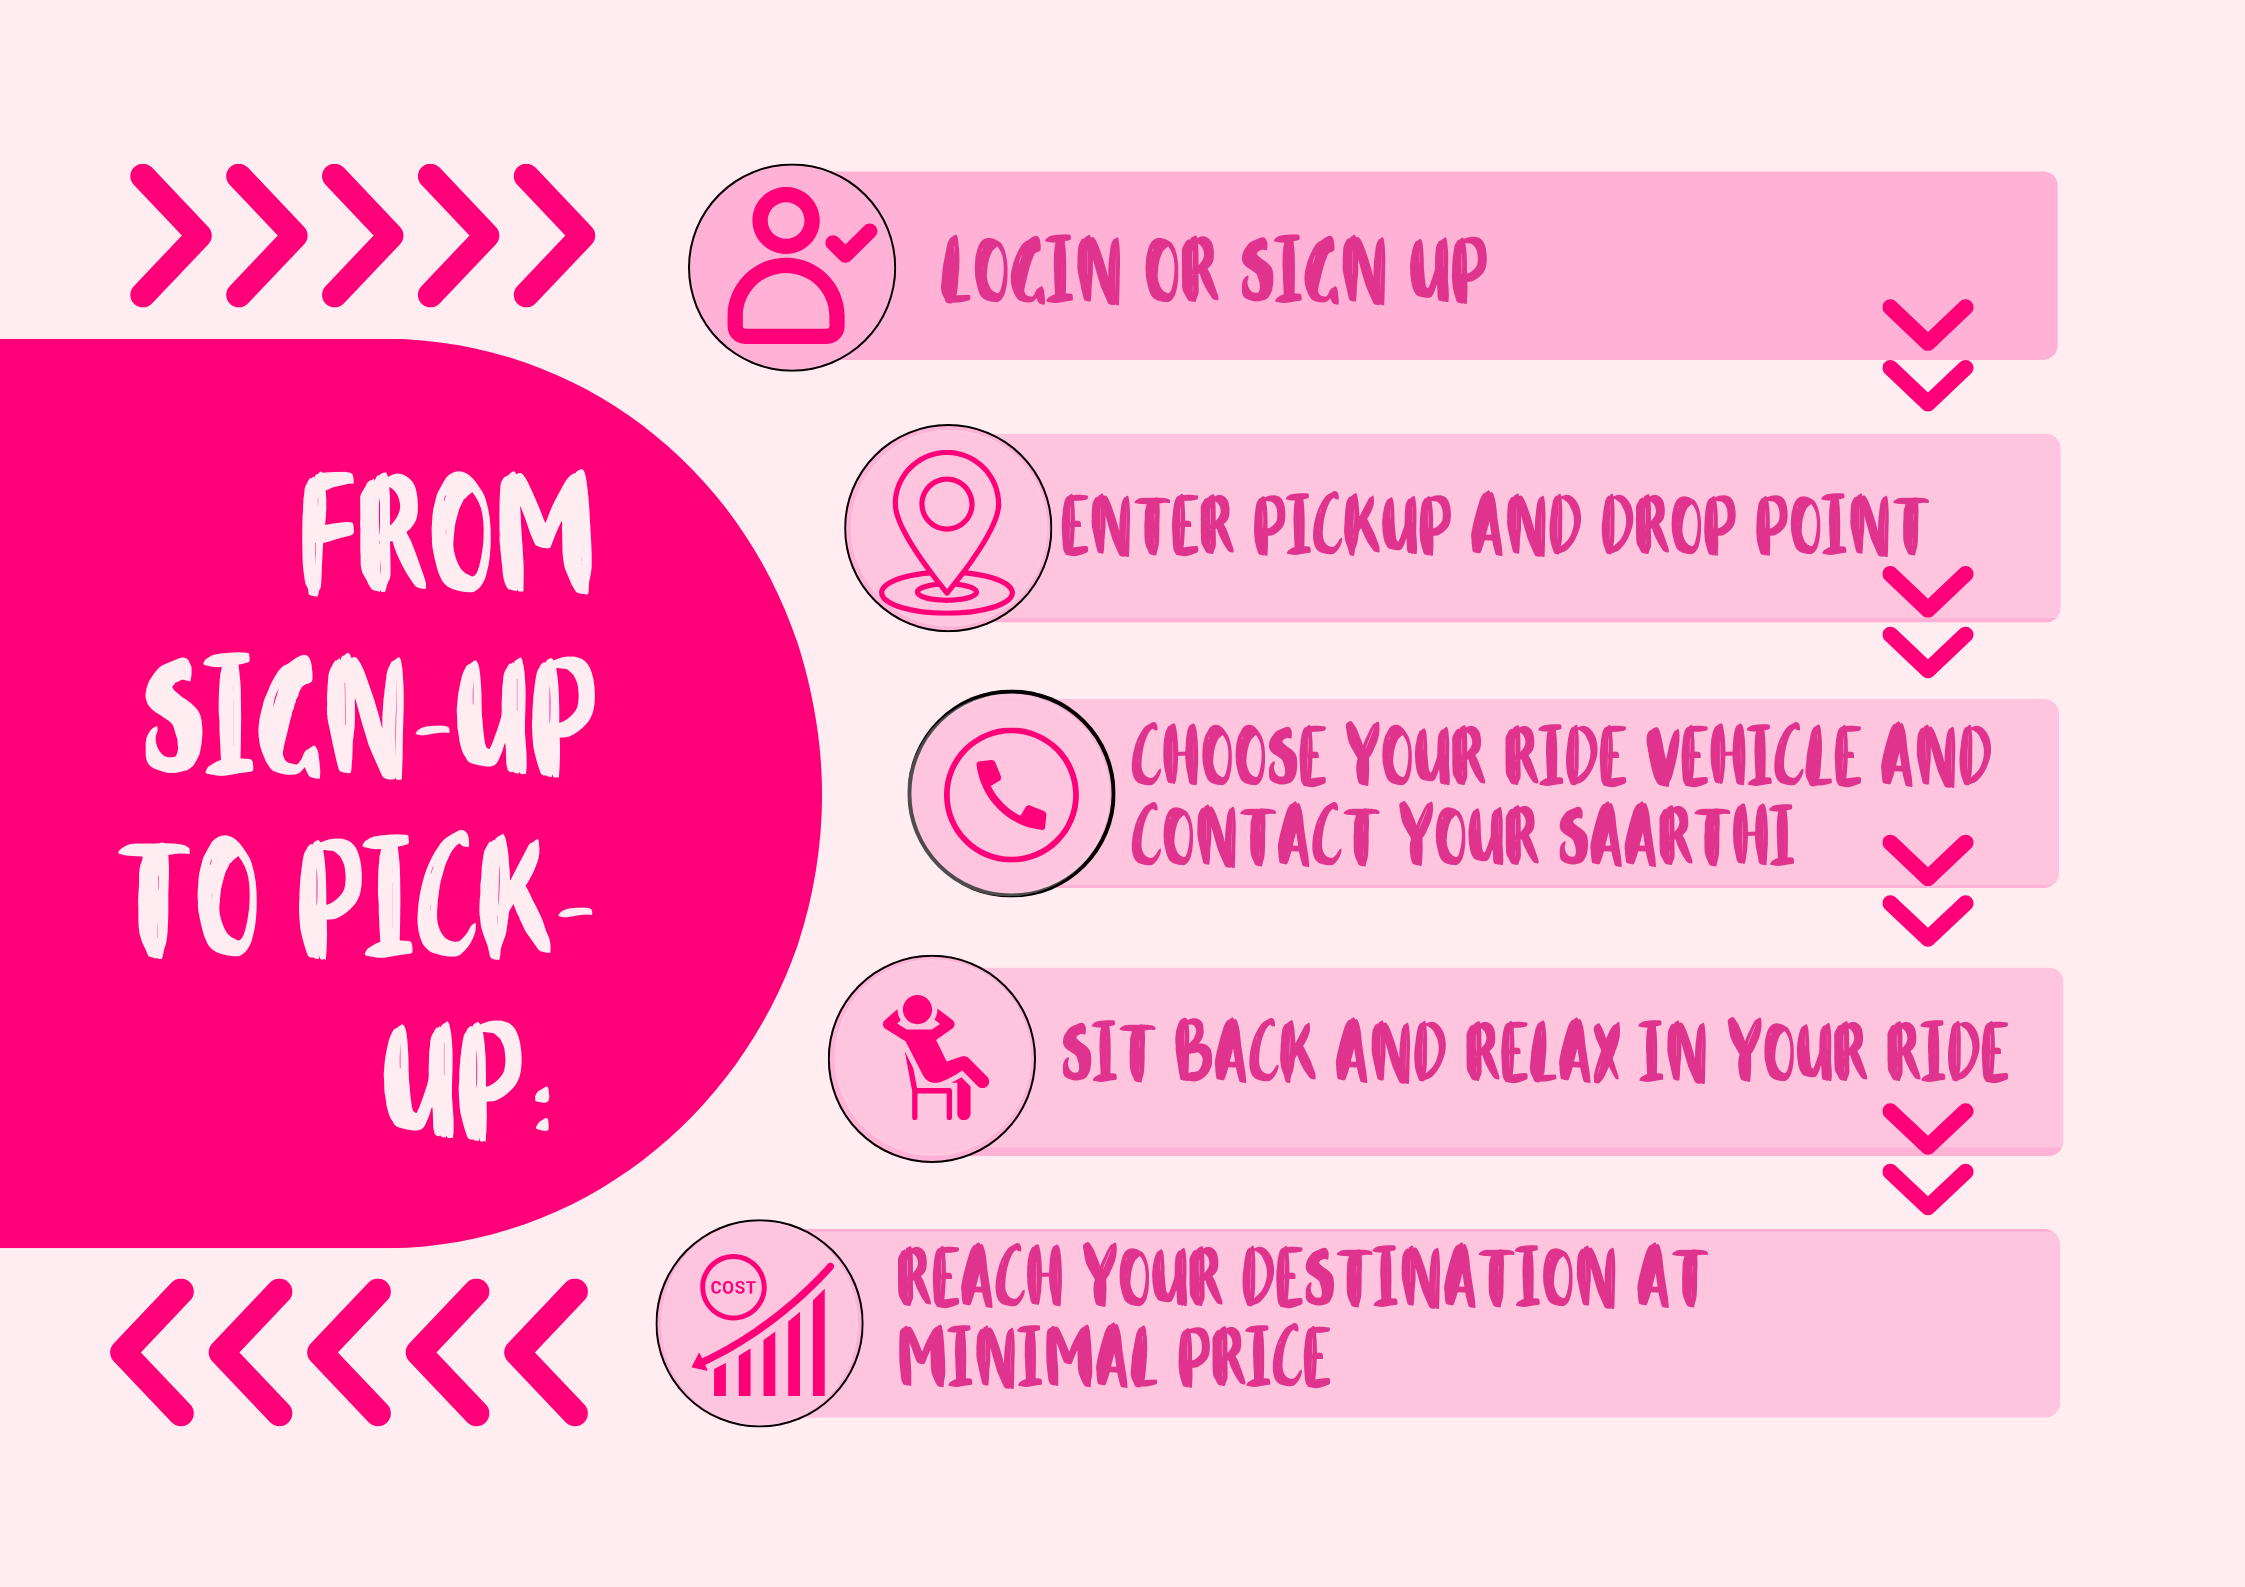 FROM
SIGN-UP
TO PICK-
UP:
LOGIN OR SIGN UP
ENTER PICKUP AND DROP POINT
CHOOSE YOUR RIDE VEHICLE AND
CONTACT YOUR SAARTHI
SIT BACK AND RELAX IN YOUR RIDE
COST
REACH YOUR DESTINATION AT
MINIMAL PRICE